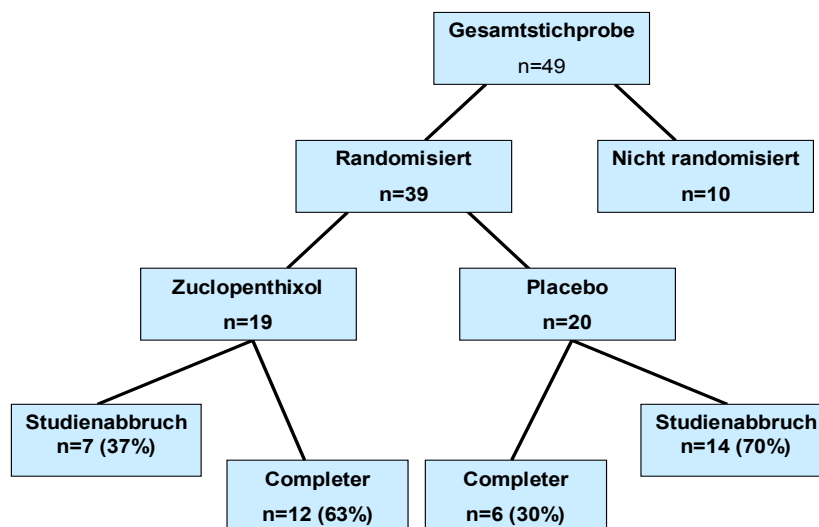 Gesamtstichprobe
n=49
Randomisiert
n=39
Nicht randomisiert
n=10
Zuclopenthixol
n=19
Placebo
n=20
Studienabbruch
n=7 (37%)
Completer
n=12 (63%)
Completer
n=6 (30%)
Studienabbruch
n=14 (70%)